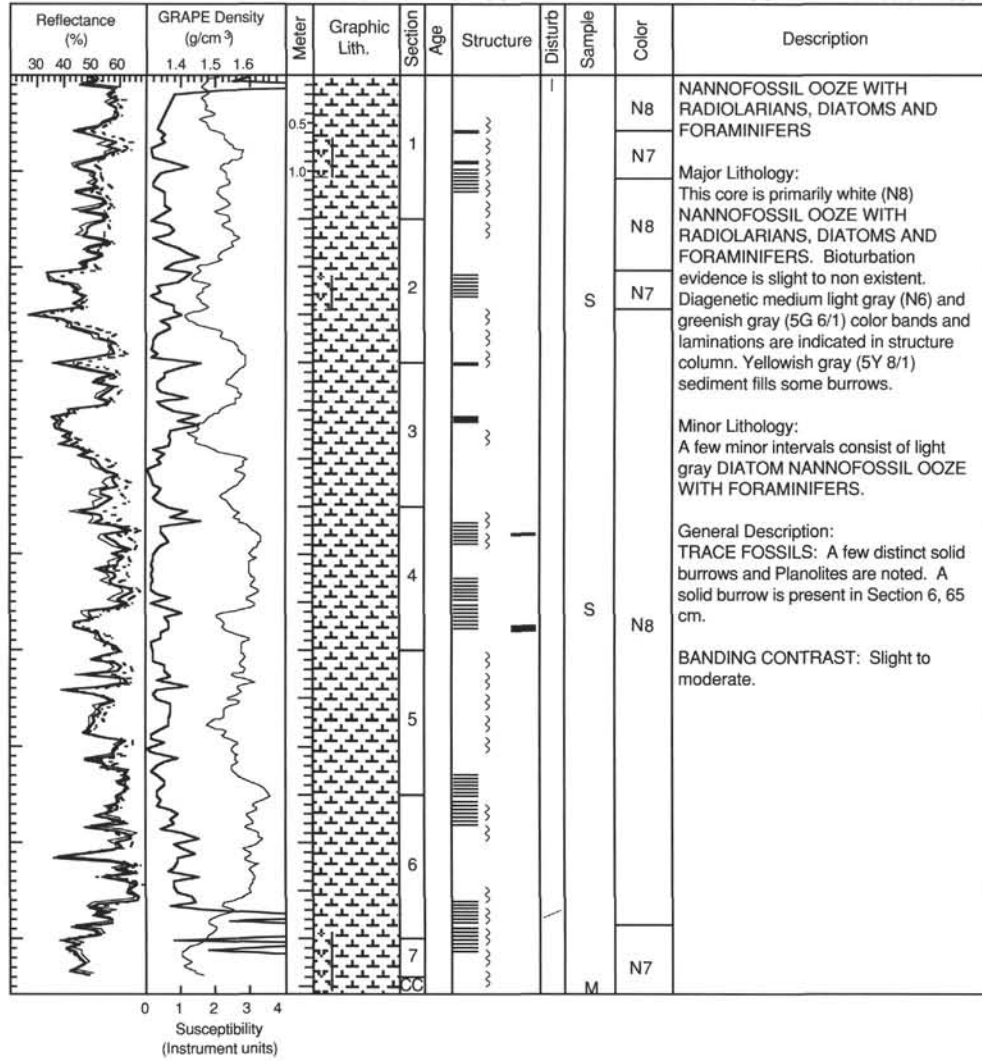 Reflectance
(%)
30 40 50 60
GRAPE Density
(g/cm³)
1.4 1.5 1.6
Meter
Graphic
Lith.
Section
Age
Structure
Disturb
Sample
Color
Description
0.5
1.0
1
2
3
4
5
6
7
CC
S
S
M
N8
N7
N8
N7
N8
N7
NANNOFOSSIL OOZE WITH
RADIOLARIANS, DIATOMS AND
FORAMINIFERS
Major Lithology:
This core is primarily white (N8)
NANNOFOSSIL OOZE WITH
RADIOLARIANS, DIATOMS AND
FORAMINIFERS. Bioturbation
evidence is slight to non existent.
Diagenetic medium light gray (N6) and
greenish gray (5G 6/1) color bands and
laminations are indicated in structure
column. Yellowish gray (5Y 8/1)
sediment fills some burrows.
Minor Lithology:
A few minor intervals consist of light
gray DIATOM NANNOFOSSIL OOZE
WITH FORAMINIFERS.
General Description:
TRACE FOSSILS: A few distinct solid
burrows and Planolites are noted. A
solid burrow is present in Section 6, 65
cm.
BANDING CONTRAST: Slight to
moderate.
0 1 2 3 4
Susceptibility
(Instrument units)